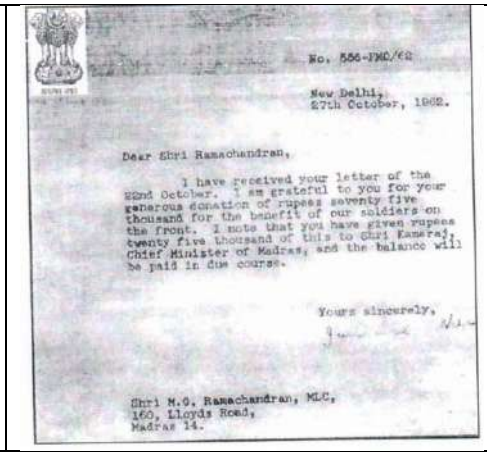 No. 556-PMO/62
New Delhi,
27th October, 1962.
Dear Shri Ramachandran,
I have received your letter of the
22nd October. I am grateful to you for your
generous donation of rupees seventy five
thousand for the benefit of our soldiers on
the front. I note that you have given rupees
twenty five thousand of this to Shri Kamaraj,
Chief Minister of Madras, and the balance will
be paid in due course.
Yours sincerely,
Shri M.G. Ramachandran, MLC,
160, Lloyds Road,
Madras 14.